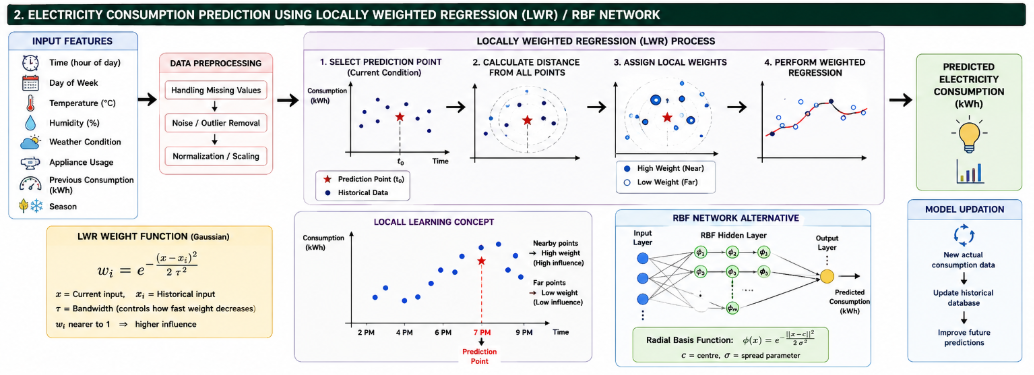 2. ELECTRICITY CONSUMPTION PREDICTION USING LOCALLY WEIGHTED REGRESSION (LWR) / RBF NETWORK
INPUT FEATURES
Time (hour of day)
Day of Week
Temperature (°C)
Humidity (%)
Weather Condition
Appliance Usage
Previous Consumption
(kWh)
Season
DATA PREPROCESSING
Handling Missing Values
Noise / Outlier Removal
Normalization / Scaling
LOCALLY WEIGHTED REGRESSION (LWR) PROCESS
1. SELECT PREDICTION POINT
(Current Condition)
Consumption
(kWh)
t₀
Time
Prediction Point (t₀)
Historical Data
2. CALCULATE DISTANCE
FROM ALL POINTS
3. ASSIGN LOCAL WEIGHTS
High Weight (Near)
Low Weight (Far)
4. PERFORM WEIGHTED
REGRESSION
PREDICTED
ELECTRICITY
CONSUMPTION
(kWh)
LWR WEIGHT FUNCTION (Gaussian)
wᵢ = e^-(x-xᵢ)²/2 τ²
x = Current input, xᵢ = Historical input
τ = Bandwidth (controls how fast weight decreases)
wᵢ nearer to 1 ⇒ higher influence
LOCALL LEARNING CONCEPT
Consumption
(kWh)
Nearby points
→ High weight
(High influence)
Far points
→ Low weight
(Low influence)
2 PM 4 PM 6 PM 7 PM 9 PM Time
Prediction
Point
RBF NETWORK ALTERNATIVE
Input
Layer
RBF Hidden Layer
Output
Layer
ϕ₁ ϕ₂ ϕ₁
Predicted
Consumption
(kWh)
Radial Basis Function: ϕ(x) = e^-||x-c||²/2 σ²
c = centre, σ = spread parameter
MODEL UPDATION
New actual
consumption data
Update historical
database
Improve future
predictions